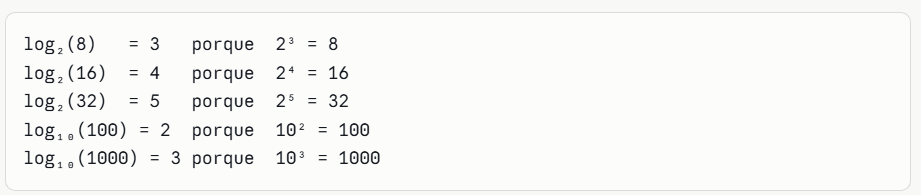 log₂(8)   = 3   porque  2³ = 8
log₂(16)  = 4   porque  2⁴ = 16
log₂(32)  = 5   porque  2⁵ = 32
log₁₀(100) = 2  porque  10² = 100
log₁₀(1000) = 3 porque  10³ = 1000